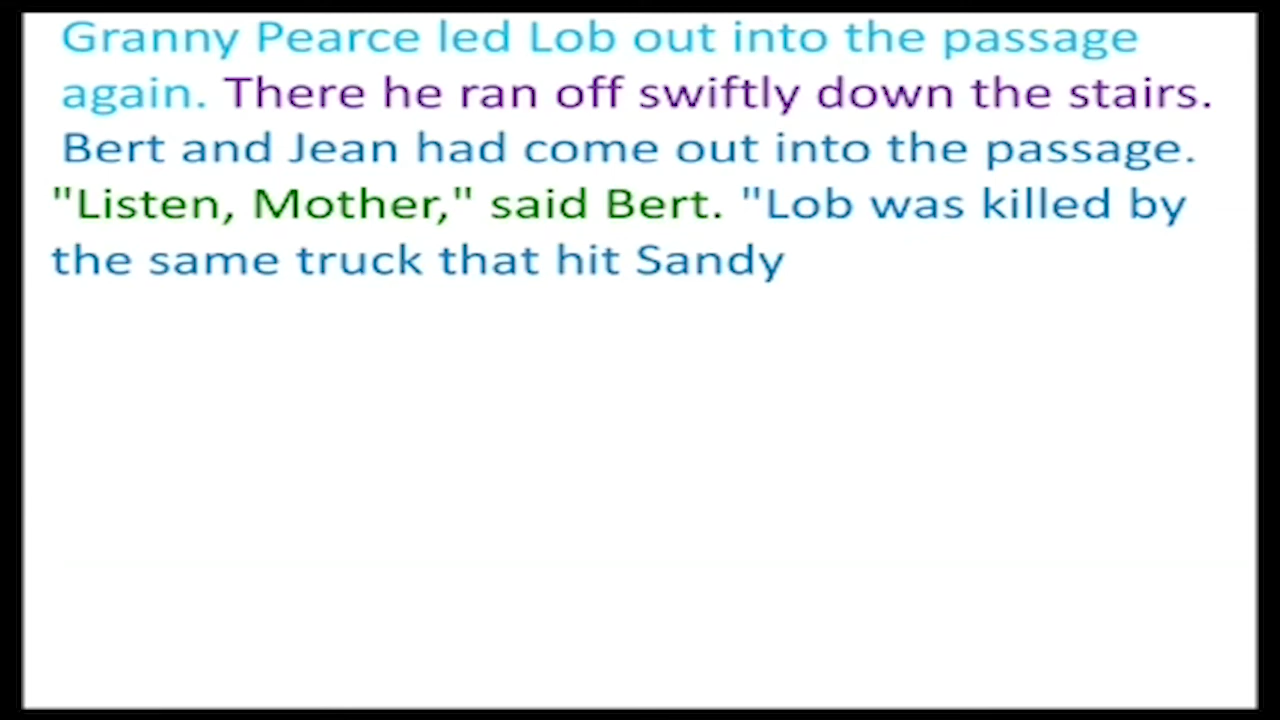 Granny Pearce led Lob out into the passage
again. There he ran off swiftly down the stairs.
Bert and Jean had come out into the passage.
"Listen, Mother," said Bert. "Lob was killed by
the same truck that hit Sandy